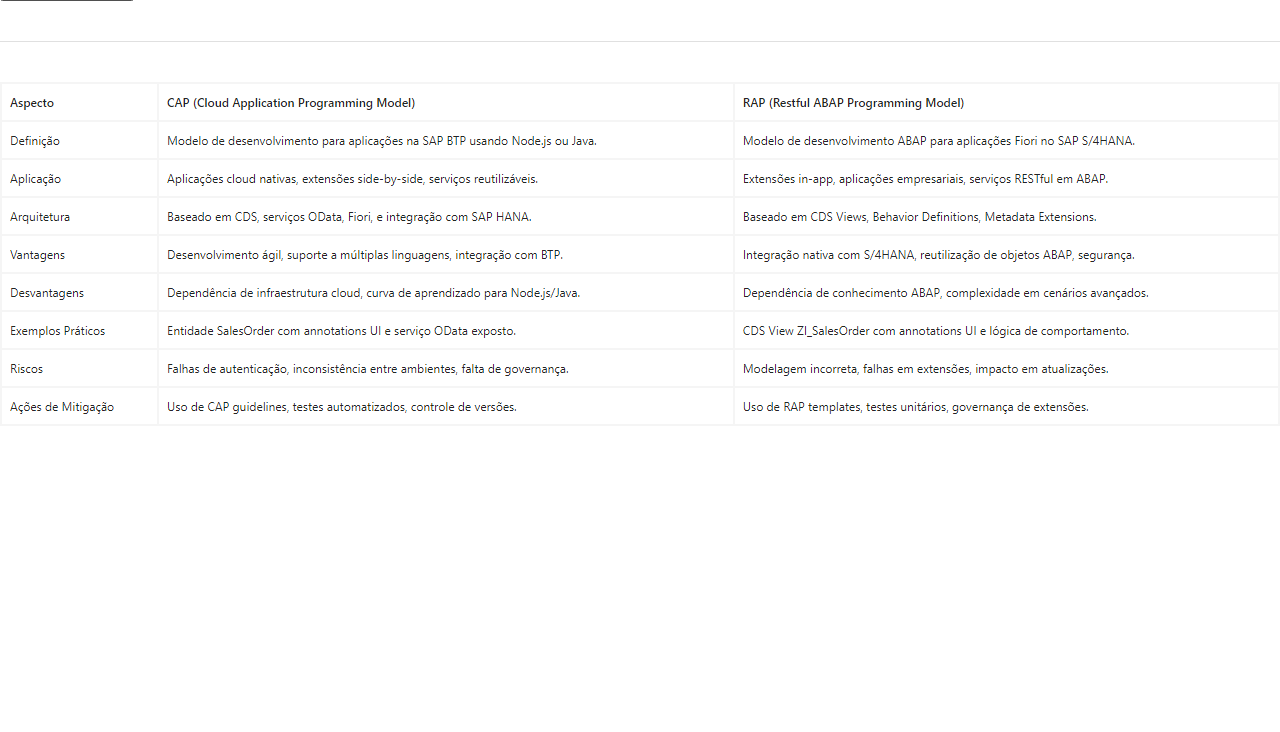 Aspecto CAP (Cloud Application Programming Model) RAP (Restful ABAP Programming Model)
Definição Modelo de desenvolvimento para aplicações na SAP BTP usando Node.js ou Java. Modelo de desenvolvimento ABAP para aplicações Fiori no SAP S/4HANA.
Aplicação Aplicações cloud nativas, extensões side-by-side, serviços reutilizáveis. Extensões in-app, aplicações empresariais, serviços RESTful em ABAP.
Arquitetura Baseado em CDS, serviços OData, Fiori, e integração com SAP HANA. Baseado em CDS Views, Behavior Definitions, Metadata Extensions.
Vantagens Desenvolvimento ágil, suporte a múltiplas linguagens, integração com BTP. Integração nativa com S/4HANA, reutilização de objetos ABAP, segurança.
Desvantagens Dependência de infraestrutura cloud, curva de aprendizado para Node.js/Java. Dependência de conhecimento ABAP, complexidade em cenários avançados.
Exemplos Práticos Entidade SalesOrder com annotations UI e serviço OData exposto. CDS View ZI_SalesOrder com annotations UI e lógica de comportamento.
Riscos Falhas de autenticação, inconsistência entre ambientes, falta de governança. Modelagem incorreta, falhas em extensões, impacto em atualizações.
Ações de Mitigação Uso de CAP guidelines, testes automatizados, controle de versões. Uso de RAP templates, testes unitários, governança de extensões.